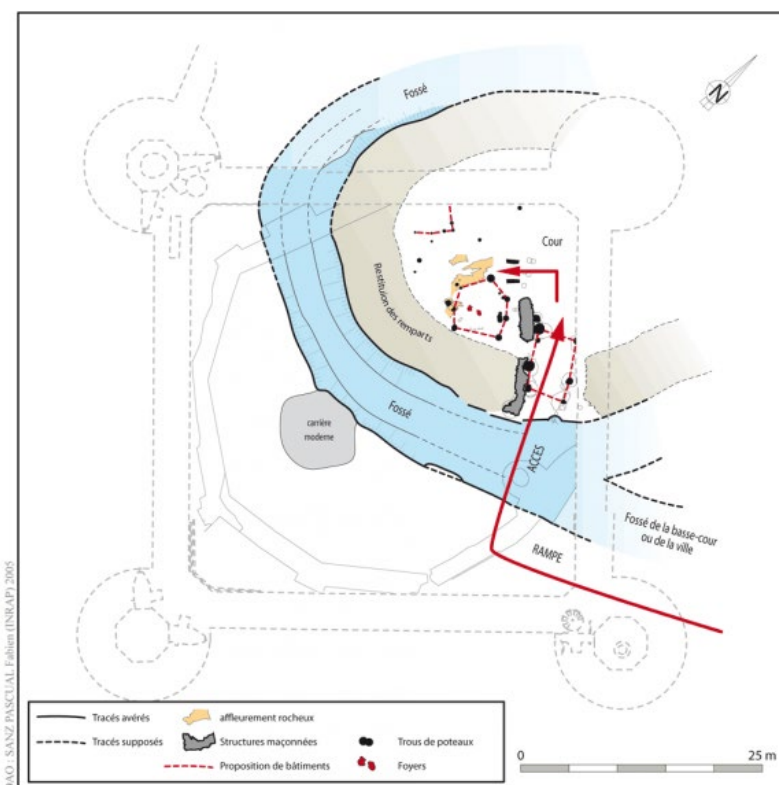 Fossé
N
Cour
Restituion des remparts
carrière
moderne
Fossé
ACCES
Fossé de la basse-cour
ou de la ville
RAMPE
DAO : SANZ PASCUAL Fabien (INRAP) 2005
Tracés avérés
affleurement rocheux
Tracés supposés
Structures maçonnées
Trous de poteaux
Proposition de bâtiments
Foyers
0
25 m